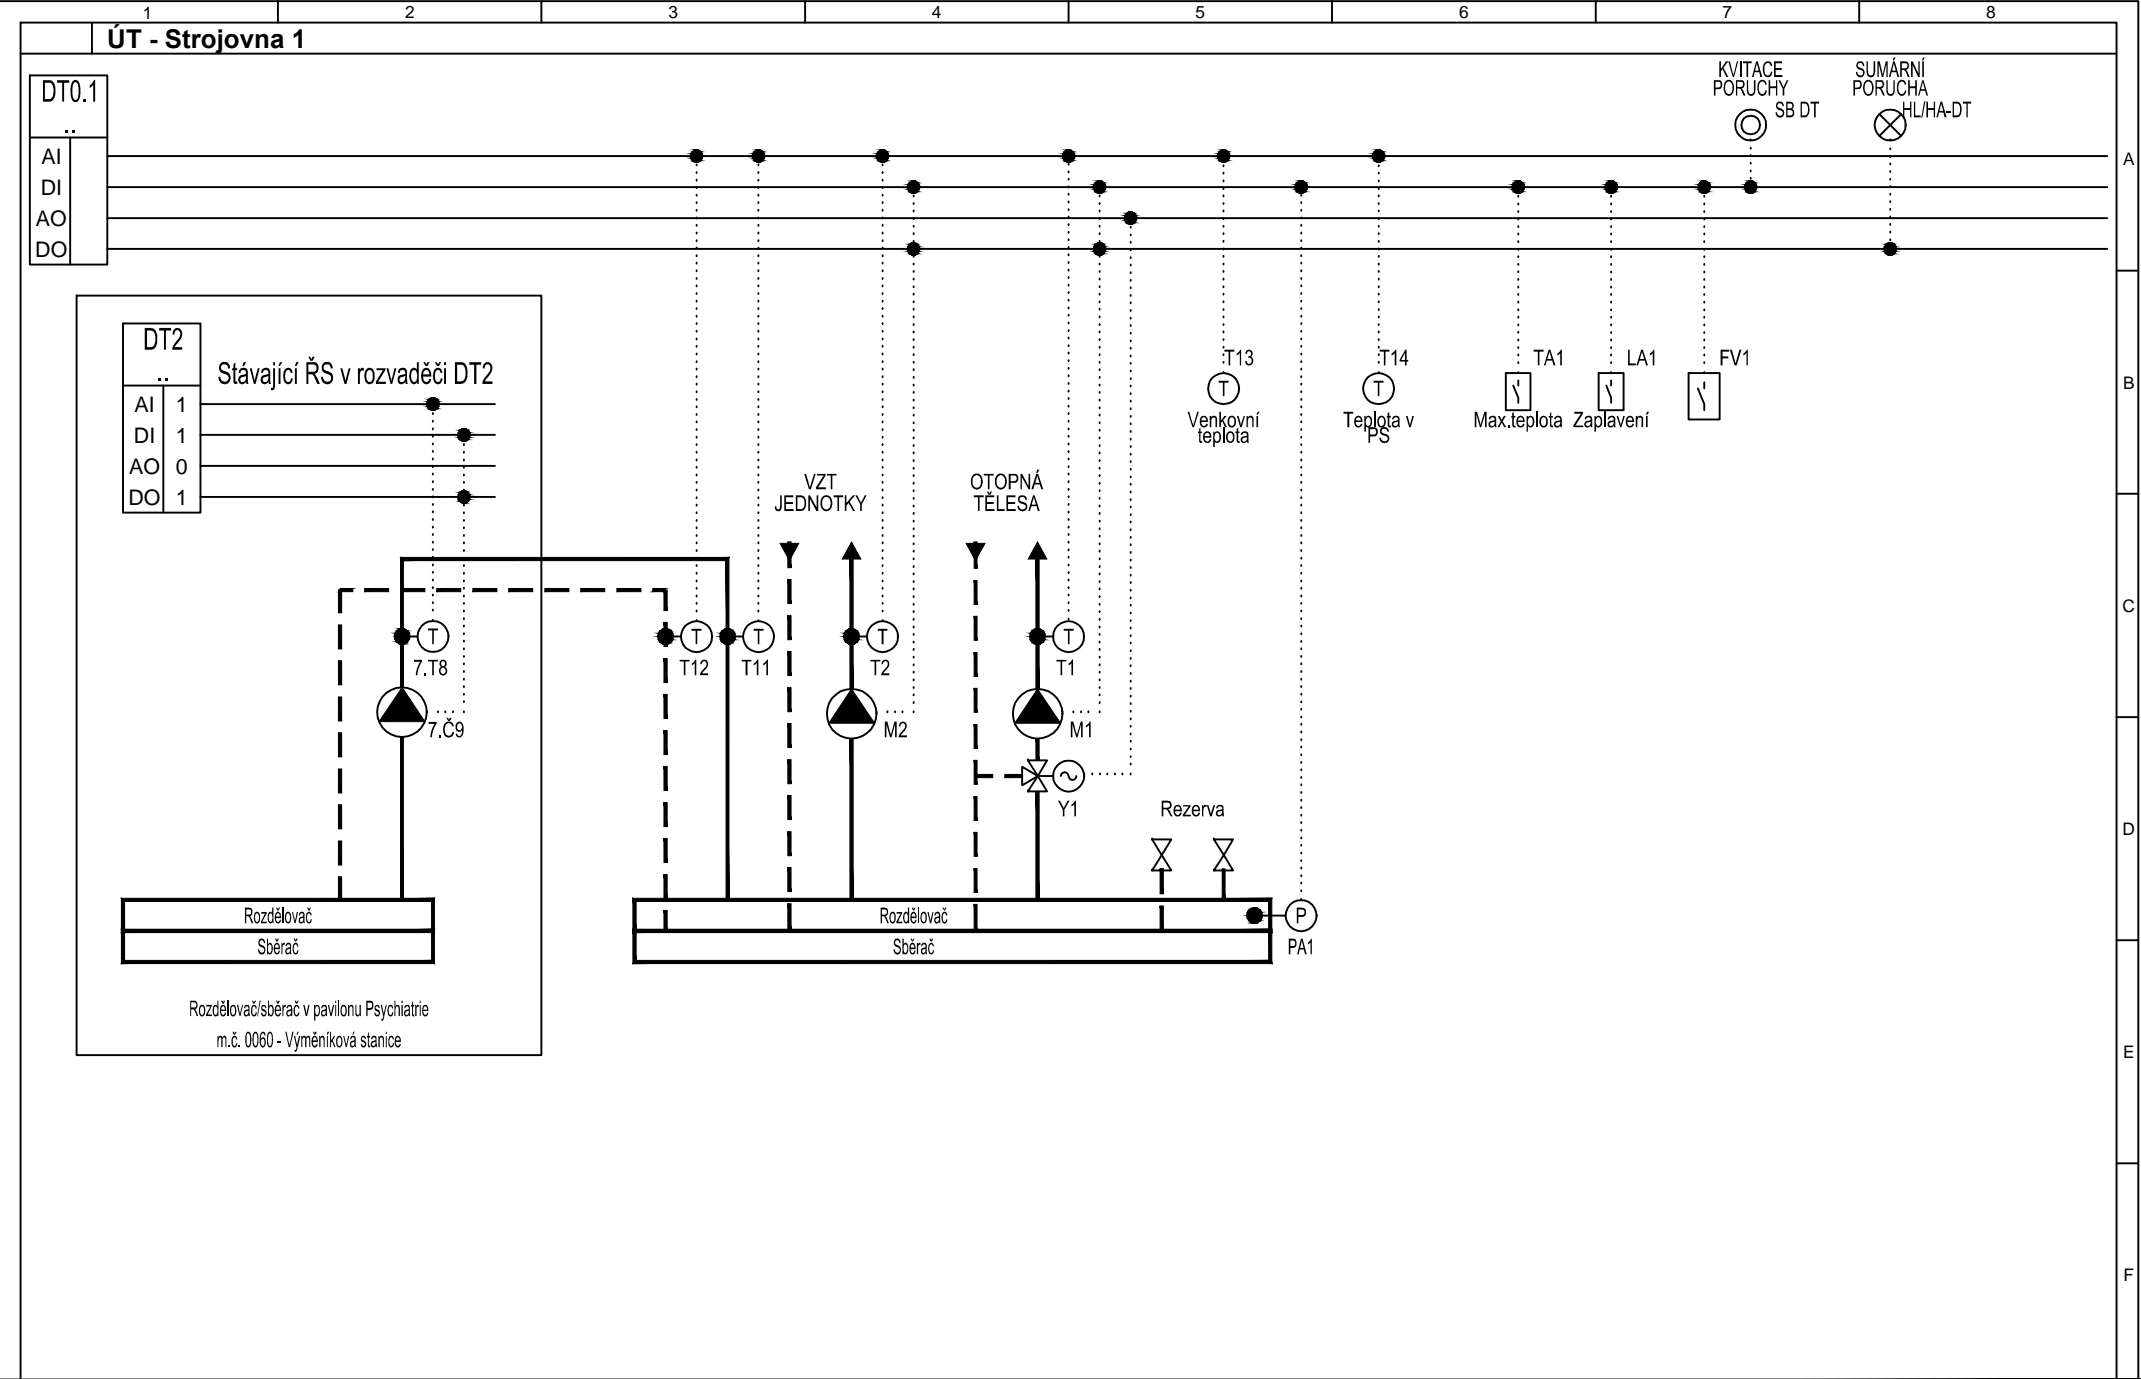 1 2 3 4 5 6 7 8
ÚT - Strojovna 1
DT0.1
..
AI
DI
AO
DO
KVITACE
PORUCHY
SB DT
SUMÁRNÍ
PORUCHA
HL/HA-DT
A
B
C
D
E
F
DT2
..
Stávající ŘS v rozvaděči DT2
AI 1
DI 1
AO 0
DO 1
T13
T
Venkovní
teplota
T14
T
Teplota v
PS
TA1
Max.teplota
LA1
Zaplavení
FV1
VZT
JEDNOTKY
OTOPNÁ
TĚLESA
T
7.T8
T
T12
T
T11
T
T2
T
T1
7.Č9
M2
M1
Y1
Rezerva
Rozdělovač
Sběrač
Rozdělovač
Sběrač
P
PA1
Rozdělovač/sběrač v pavilonu Psychiatrie
m.č. 0060 - Výměníková stanice